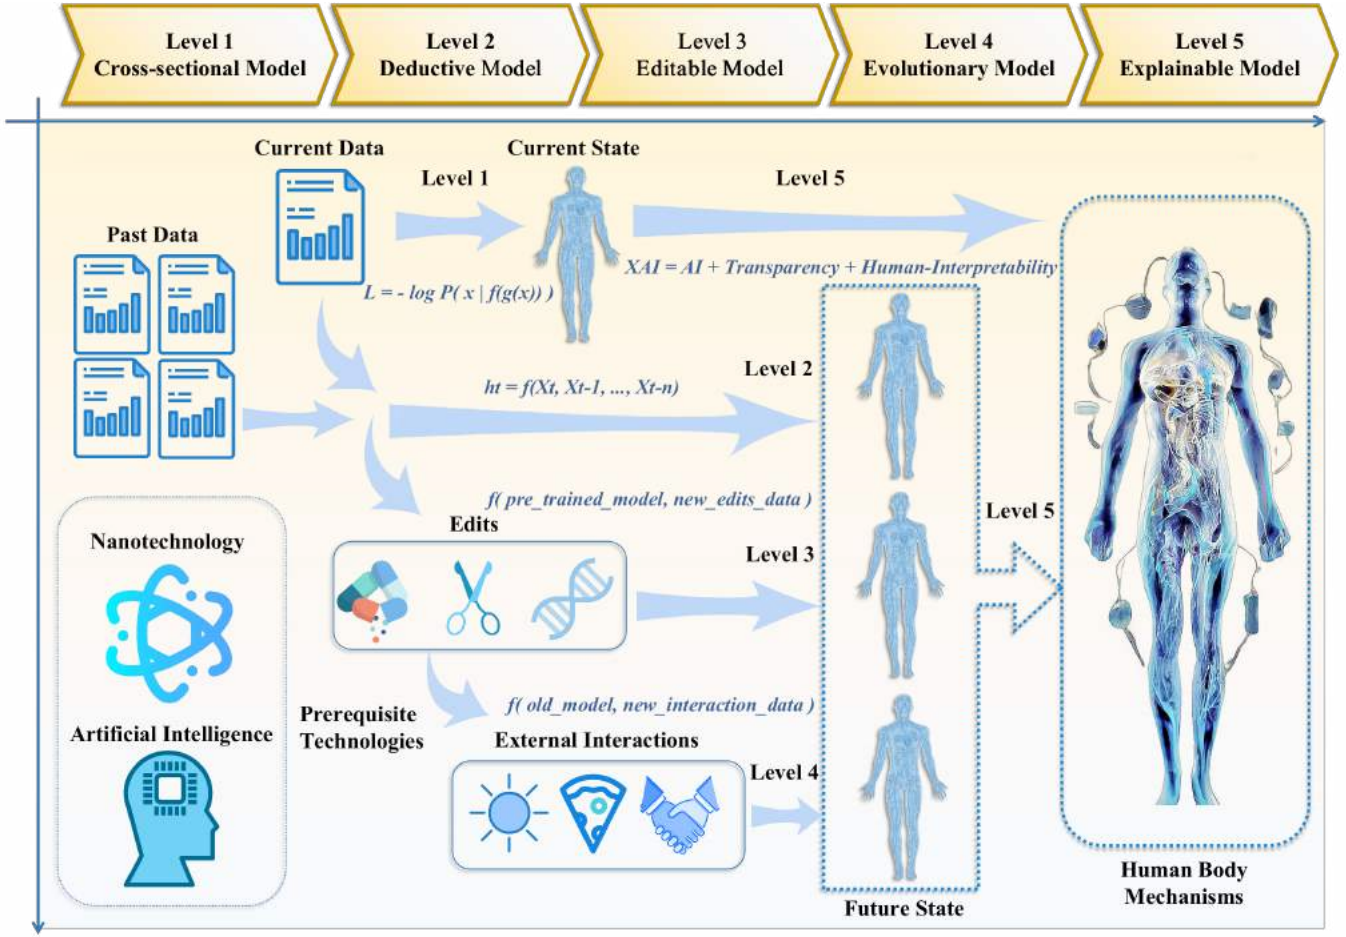 Level 1
Cross-sectional Model
Level 2
Deductive Model
Level 3
Editable Model
Level 4
Evolutionary Model
Level 5
Explainable Model
Current Data
Level 1
Current State
Level 5
Past Data
XAI = AI + Transparency + Human-Interpretability
L = - log P( x | f(g(x)) )
Level 2
ht = f(Xt, Xt-1, ..., Xt-n)
f( pre_trained_model, new_edits_data )
Edits
Level 5
Nanotechnology
Level 3
f( old_model, new_interaction_data )
Prerequisite
Technologies
Artificial Intelligence
External Interactions
Level 4
Human Body
Mechanisms
Future State